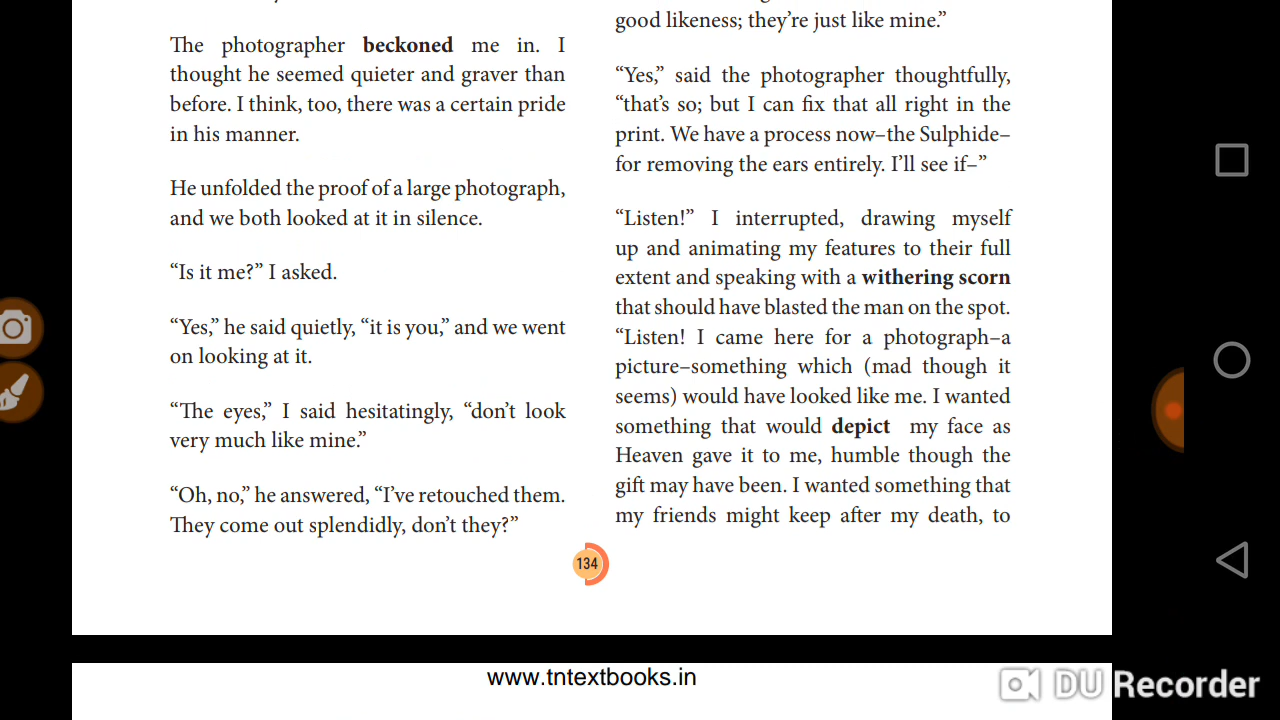 The photographer beckoned me in. I
thought he seemed quieter and graver than
before. I think, too, there was a certain pride
in his manner.
He unfolded the proof of a large photograph,
and we both looked at it in silence.
“Is it me?” I asked.
“Yes,” he said quietly, “it is you,” and we went
on looking at it.
“The eyes,” I said hesitatingly, “don’t look
very much like mine.”
“Oh, no,” he answered, “I’ve retouched them.
They come out splendidly, don’t they?”
good likeness; they’re just like mine.”
“Yes,” said the photographer thoughtfully,
“that’s so; but I can fix that all right in the
print. We have a process now–the Sulphide–
for removing the ears entirely. I’ll see if–”
“Listen!” I interrupted, drawing myself
up and animating my features to their full
extent and speaking with a withering scorn
that should have blasted the man on the spot.
“Listen! I came here for a photograph–a
picture–something which (mad though it
seems) would have looked like me. I wanted
something that would depict my face as
Heaven gave it to me, humble though the
gift may have been. I wanted something that
my friends might keep after my death, to
134
www.tntextbooks.in
DU Recorder